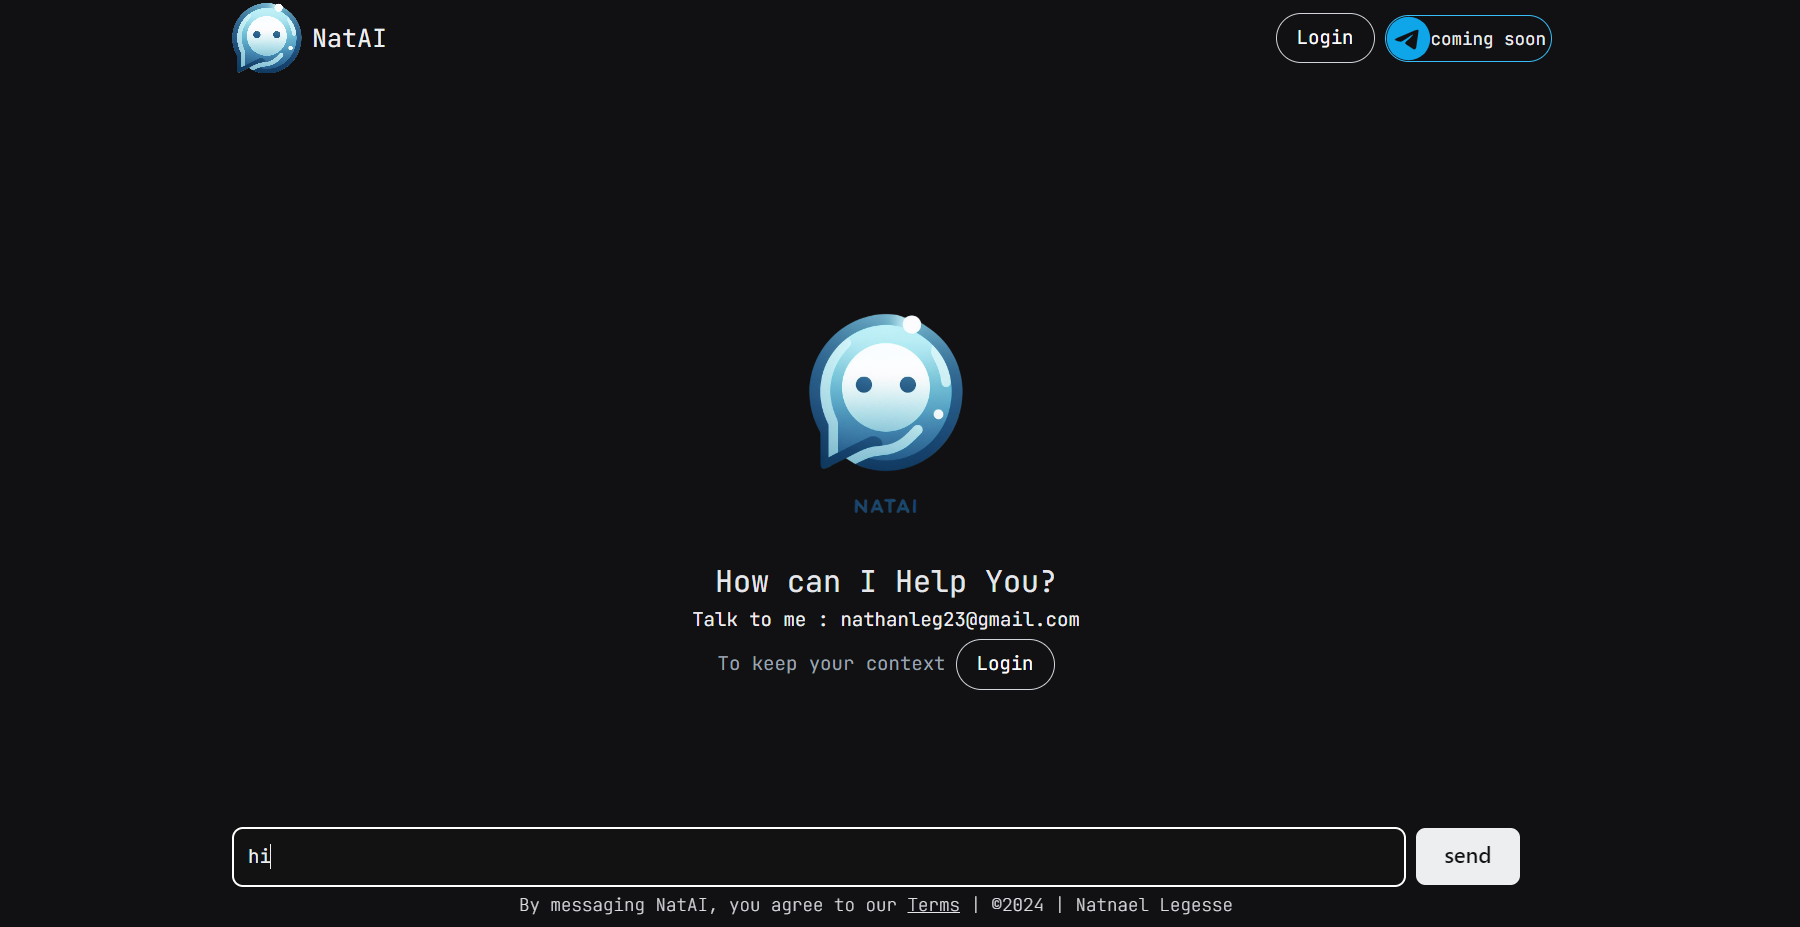 NatAI
Login
coming soon
NATAI
How can I Help You?
Talk to me : nathanleg23@gmail.com
To keep your context Login
hi
send
By messaging NatAI, you agree to our Terms | ©2024 | Natnael Legesse